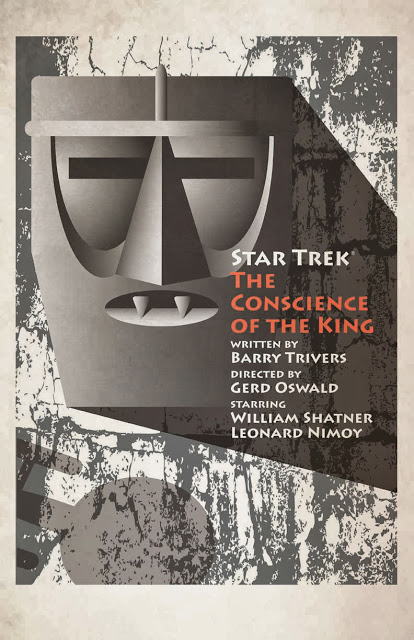 STAR TREK®
THE
CONSCIENCE
OF THE KING
WRITTEN BY
BARRY TRIVERS
DIRECTED BY
GERD OSWALD
STARRING
WILLIAM SHATNER
LEONARD NIMOY